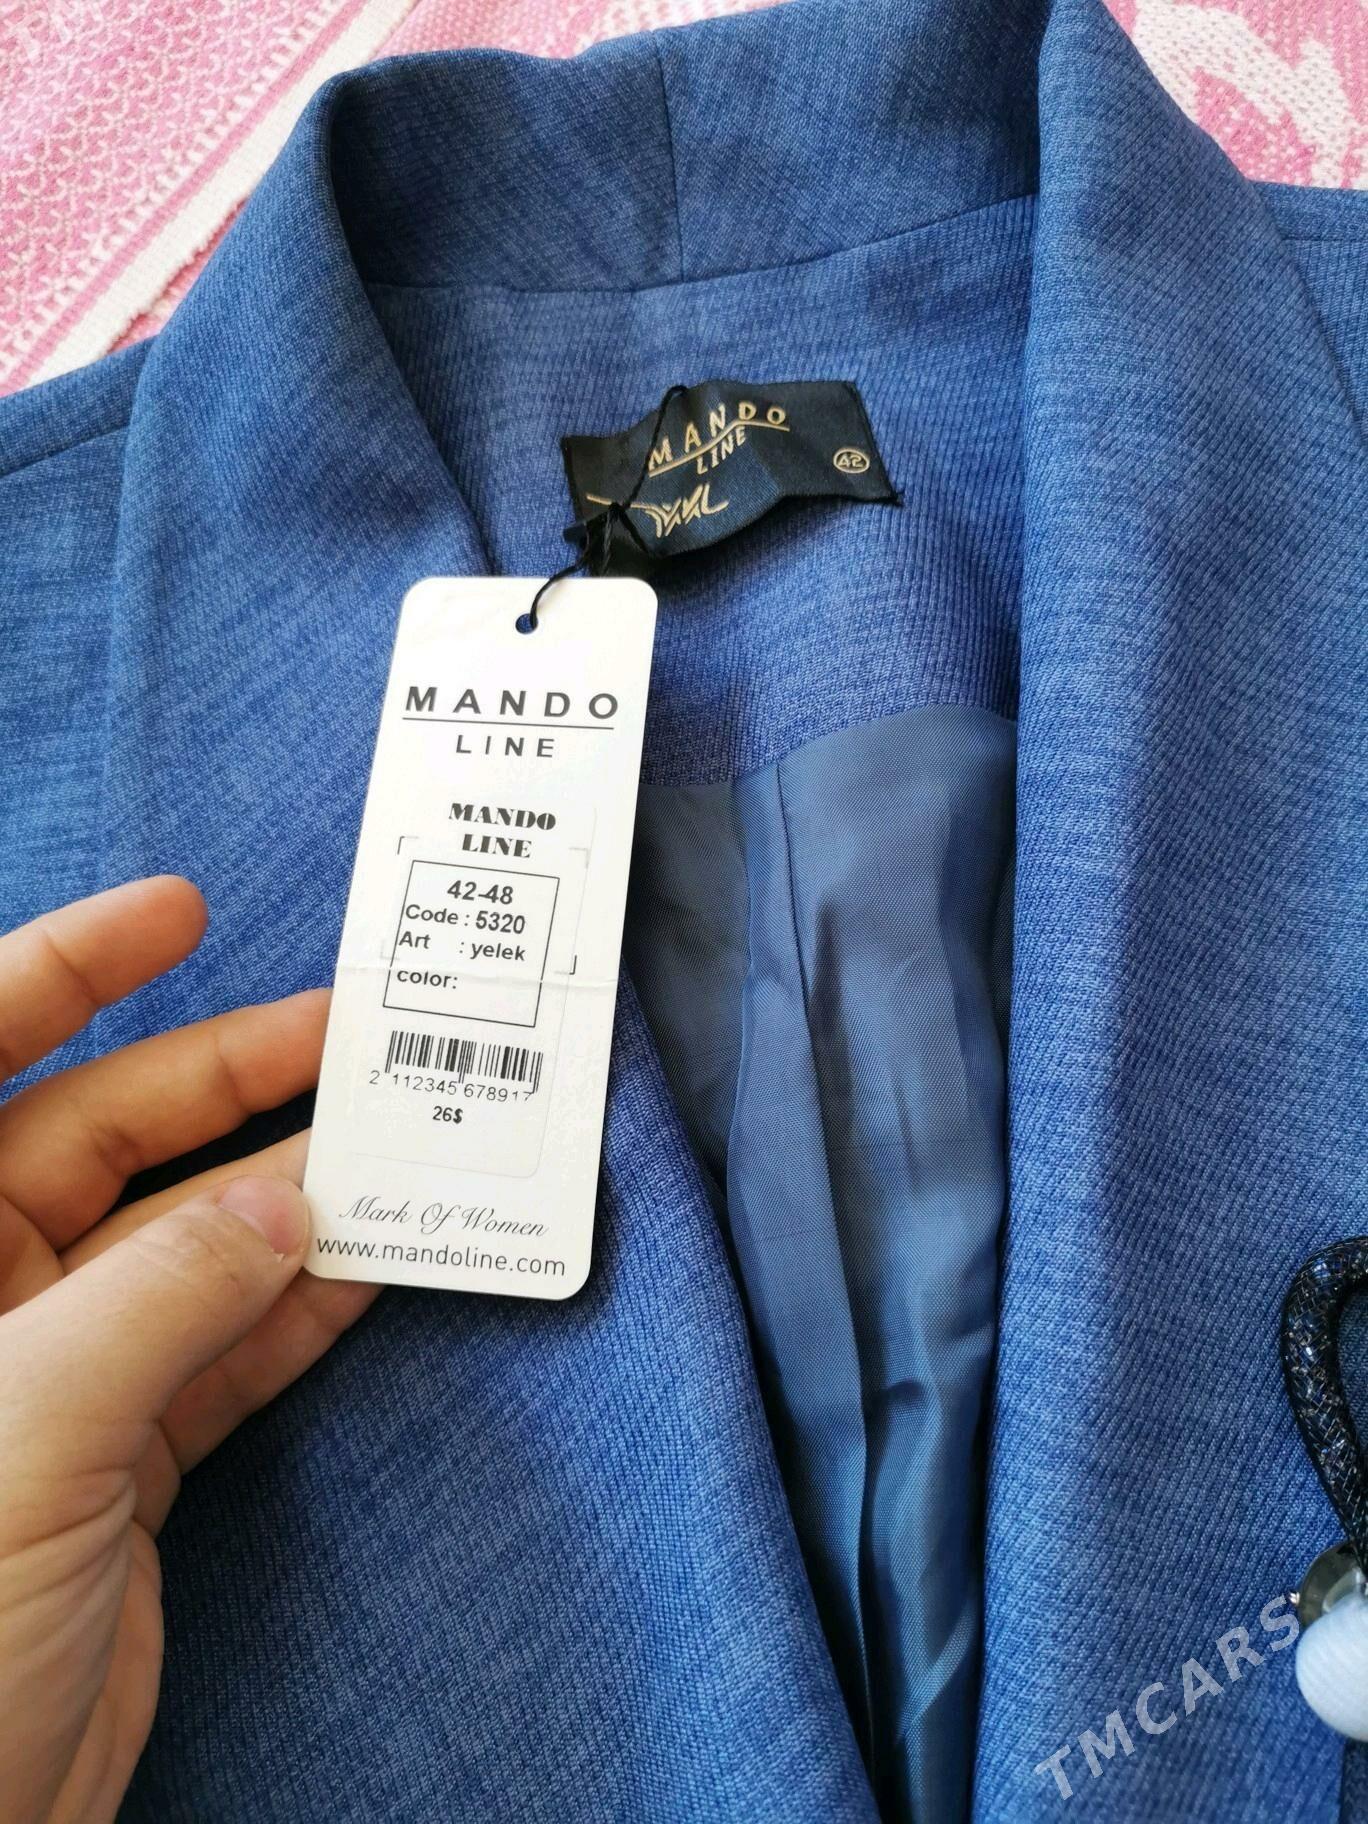 MANDO
LINE
42
MANDO
LINE
MANDO
LINE
42-48
Code : 5320
Art : yelek
color:
2 112345 678917
26$
Mark Of Women
www.mandoline.com
TMCARS